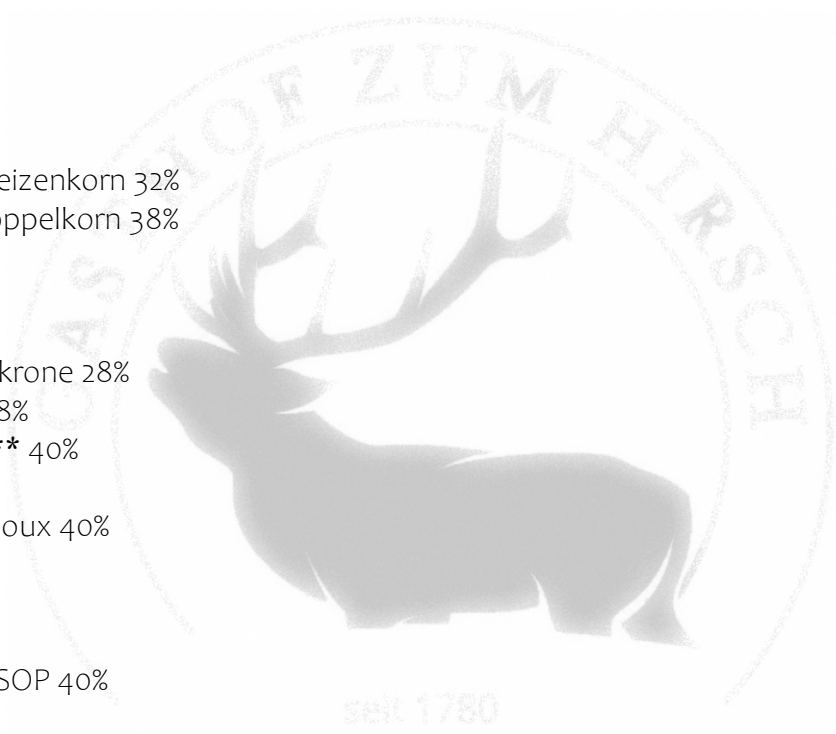 GASTHOF ZUM HIRSCH
eizenkorn 32%
oppelkorn 38%
krone 28%
8%
** 40%
oux 40%
SOP 40%
seit 1780